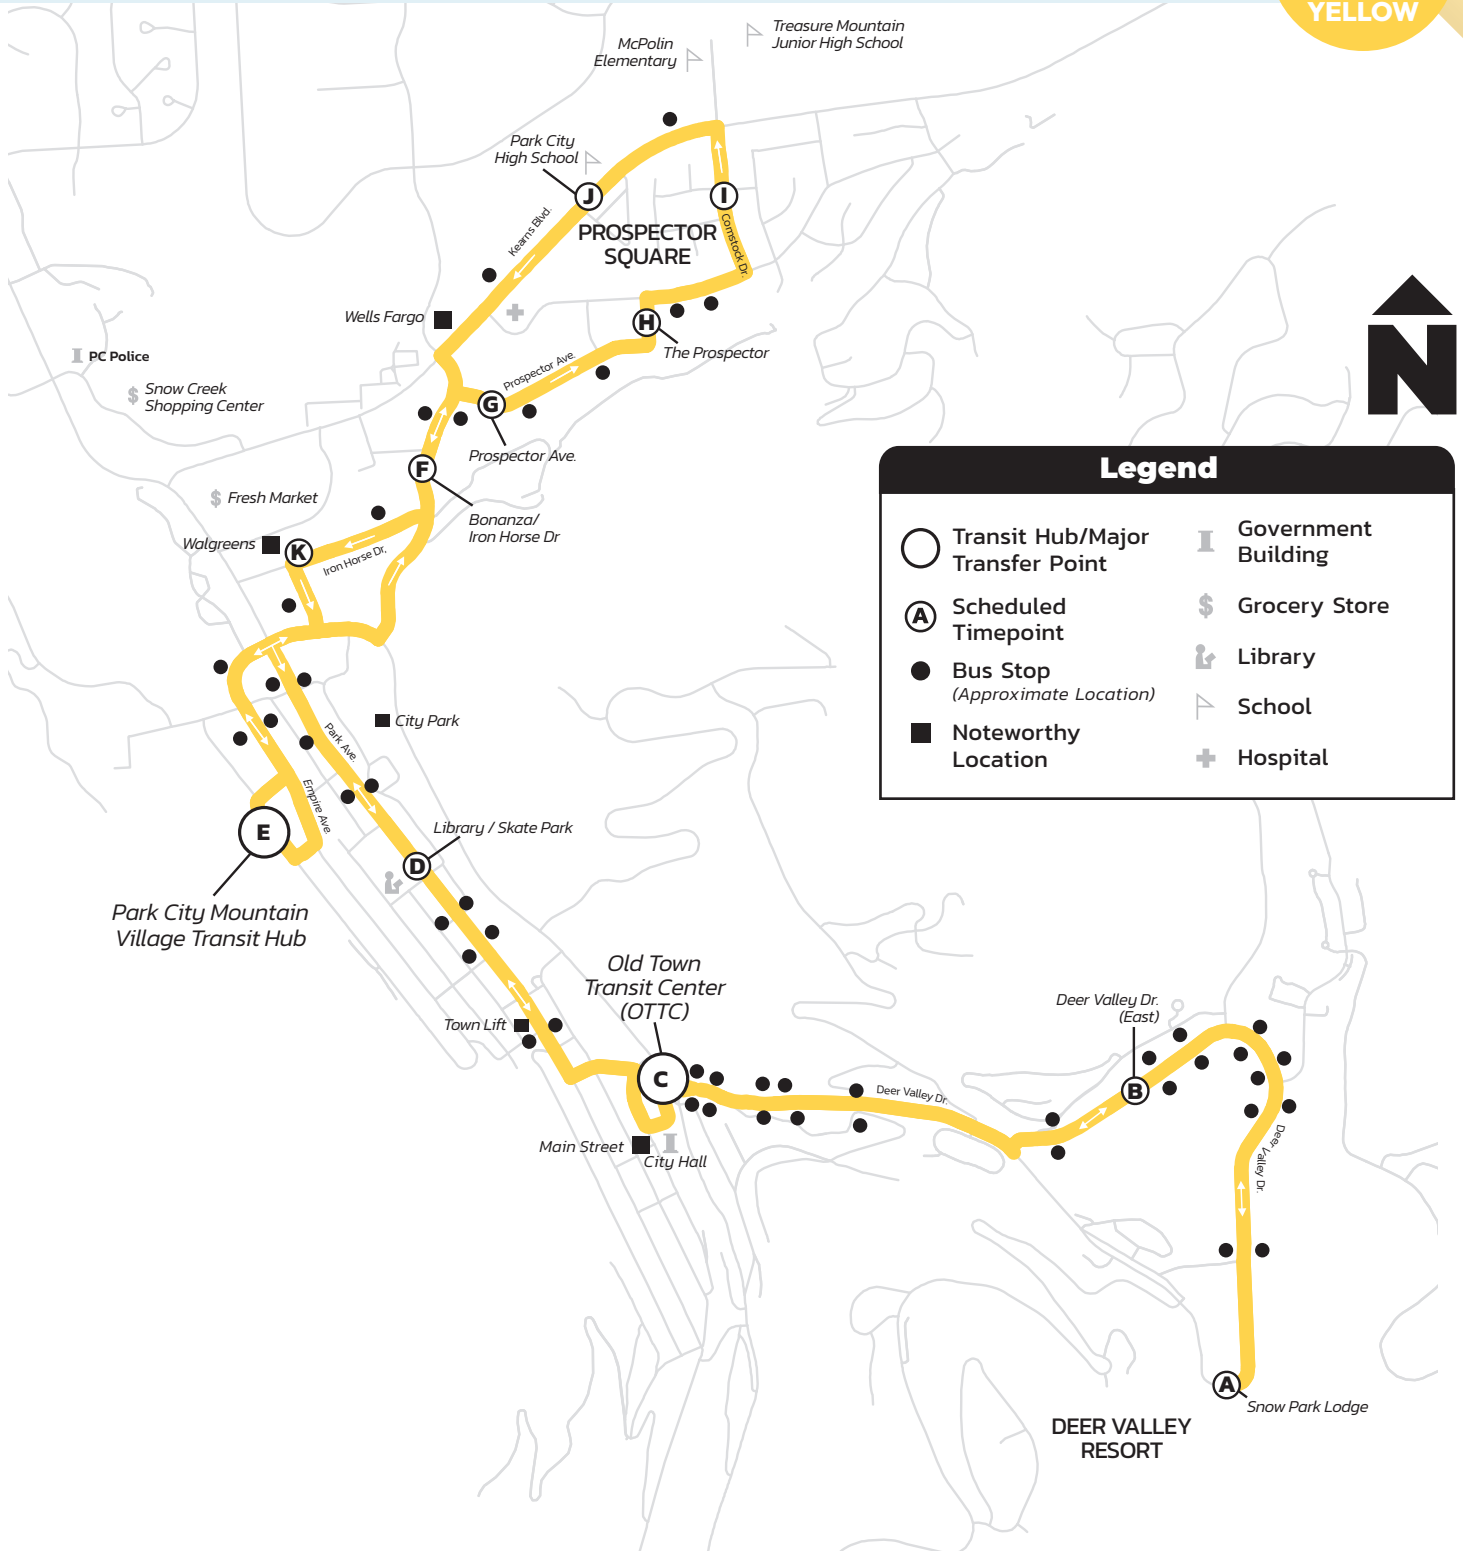 YELLOW
Treasure Mountain
Junior High School
McPolin
Elementary
Park City
High School
J
I
Kearns Blvd.
PROSPECTOR
SQUARE
Comstock Dr.
Wells Fargo
H
The Prospector
PC Police
Snow Creek
Shopping Center
Prospector Ave.
G
Prospector Ave.
F
Bonanza/
Iron Horse Dr
Fresh Market
Walgreens
K
Iron Horse Dr,
N
Legend
Transit Hub/Major
Transfer Point
A
Scheduled
Timepoint
Bus Stop
(Approximate Location)
Noteworthy
Location
Government
Building
$
Grocery Store
Library
School
Hospital
$
$
City Park
Park Ave.
Empire Ave.
E
Park City Mountain
Village Transit Hub
Library / Skate Park
D
Old Town
Transit Center
(OTTC)
Town Lift
C
Main Street
City Hall
Deer Valley Dr.
Deer Valley Dr.
(East)
B
Deer Valley Dr.
A
Snow Park Lodge
DEER VALLEY
RESORT